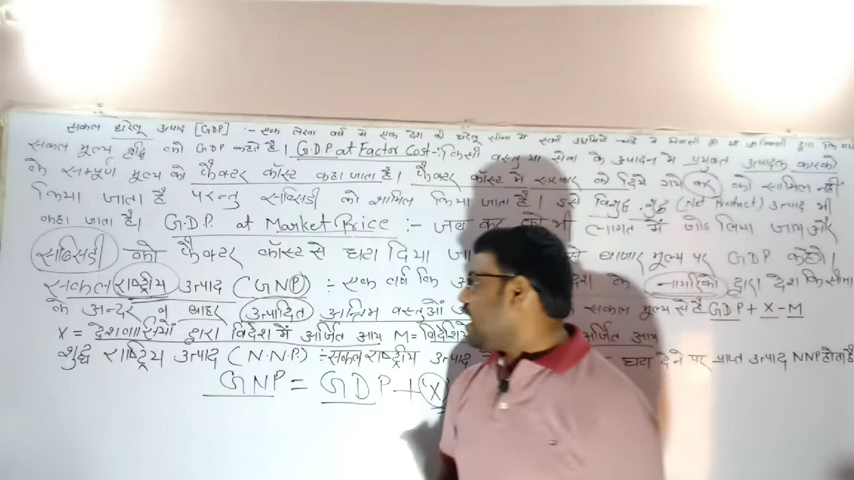 सकल घरेलू उत्पाद [GDP] :- एक लेखा वर्ष में एक देश की घरेलू सीमा में सभी
सकल मूल्य वृद्धि को GDP कहते हैं। GDP at Factor Cost-: किसी वस्तु या सेवा के उत्पादन में प्रयुक्त उत्पादक कारको
के सम्पूर्ण मूल्य को फैक्टर कॉस्ट कहा जाता है। फैक्टर कॉस्ट में सरकार को दिये गये कर को सामिल नहीं
किया जाता है परन्तु सब्सिडी को शामिल किया जाता है। इसे विशुद्ध शुद्ध (Net Product) उत्पाद भी
कहा जाता है। G.D.P. at Market Price :- जब कर को भी लागत में जोड लिया जाय और
सब्सिडी को फैक्टर कॉस्ट से घटा दिया बाजार मूल्य पर GDP कहेंगे।
सकल राष्ट्रीय उत्पाद (GNP) ÷ एक वर्ष कि देश के नागरिको द्वारा देश कि सीमा
के अन्दर व बाहर उत्पादित अन्तिम वस्तुओं सकल मूल्य से है GDP + X - M
X = देशवासियों द्वारा विदेश में अर्जित आय M = अर्जित आय
शुद्ध राष्ट्रिय उत्पाद (N.N.P.) ÷ सकल राष्ट्रीय उत्पाद घटा देने पर प्राप्त उत्पाद NNP होता है
GNP = GDP + (X